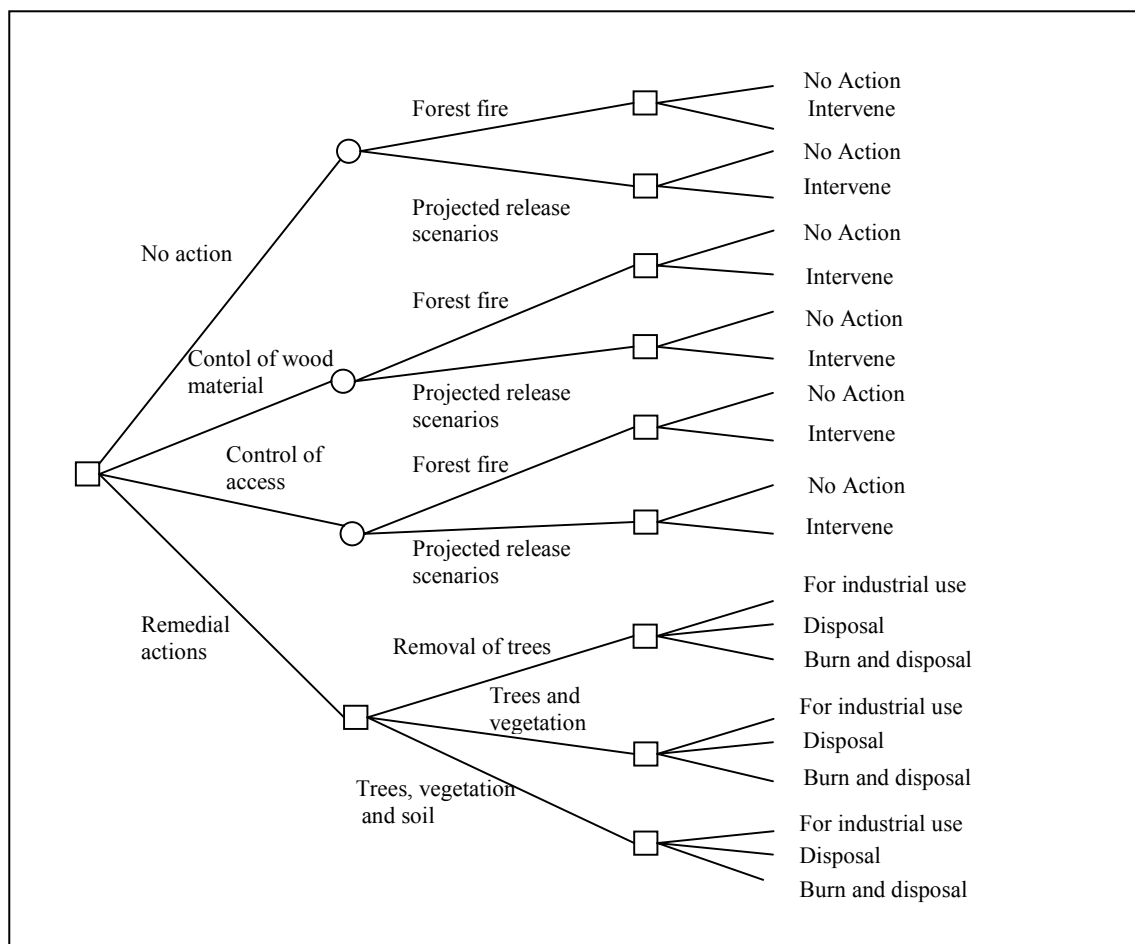 No Action
Forest fire
Intervene
No Action
Intervene
Projected release
scenarios
No Action
No action
Intervene
Forest fire
No Action
Contol of wood
material
Intervene
Projected release
scenarios
No Action
Intervene
Control of
access
Forest fire
No Action
Intervene
Projected release
scenarios
For industrial use
Remedial
actions
Disposal
Removal of trees
Burn and disposal
Trees and
vegetation
For industrial use
Disposal
Burn and disposal
Trees, vegetation
and soil
For industrial use
Disposal
Burn and disposal